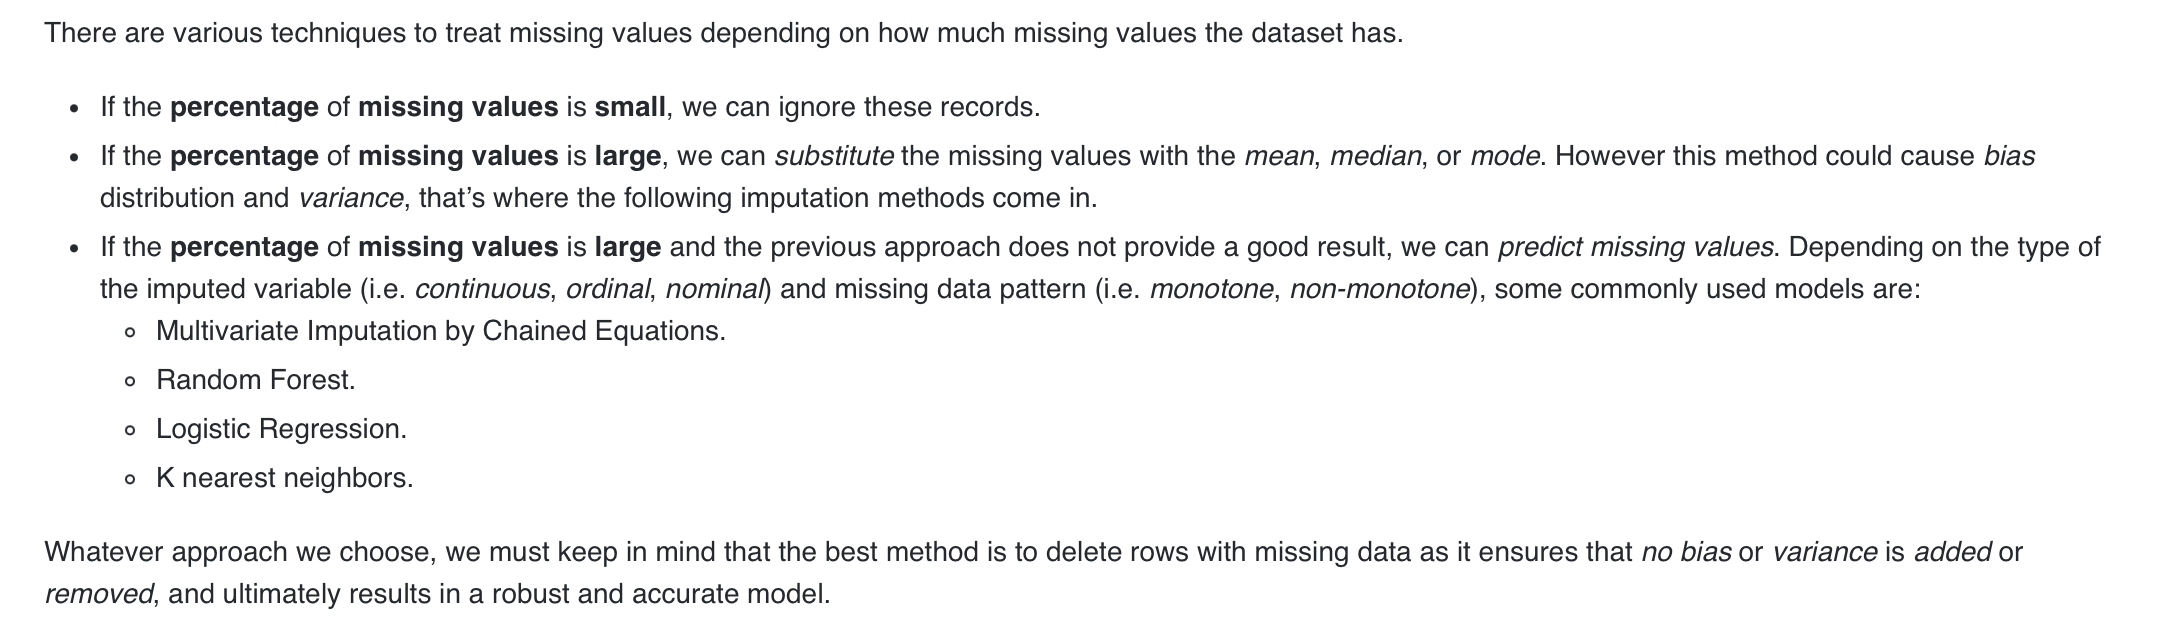 There are various techniques to treat missing values depending on how much missing values the dataset has.
• If the percentage of missing values is small, we can ignore these records.
• If the percentage of missing values is large, we can substitute the missing values with the mean, median, or mode. However this method could cause bias
distribution and variance, that’s where the following imputation methods come in.
• If the percentage of missing values is large and the previous approach does not provide a good result, we can predict missing values. Depending on the type of
the imputed variable (i.e. continuous, ordinal, nominal) and missing data pattern (i.e. monotone, non-monotone), some commonly used models are:
◦ Multivariate Imputation by Chained Equations.
◦ Random Forest.
◦ Logistic Regression.
◦ K nearest neighbors.
Whatever approach we choose, we must keep in mind that the best method is to delete rows with missing data as it ensures that no bias or variance is added or
removed, and ultimately results in a robust and accurate model.